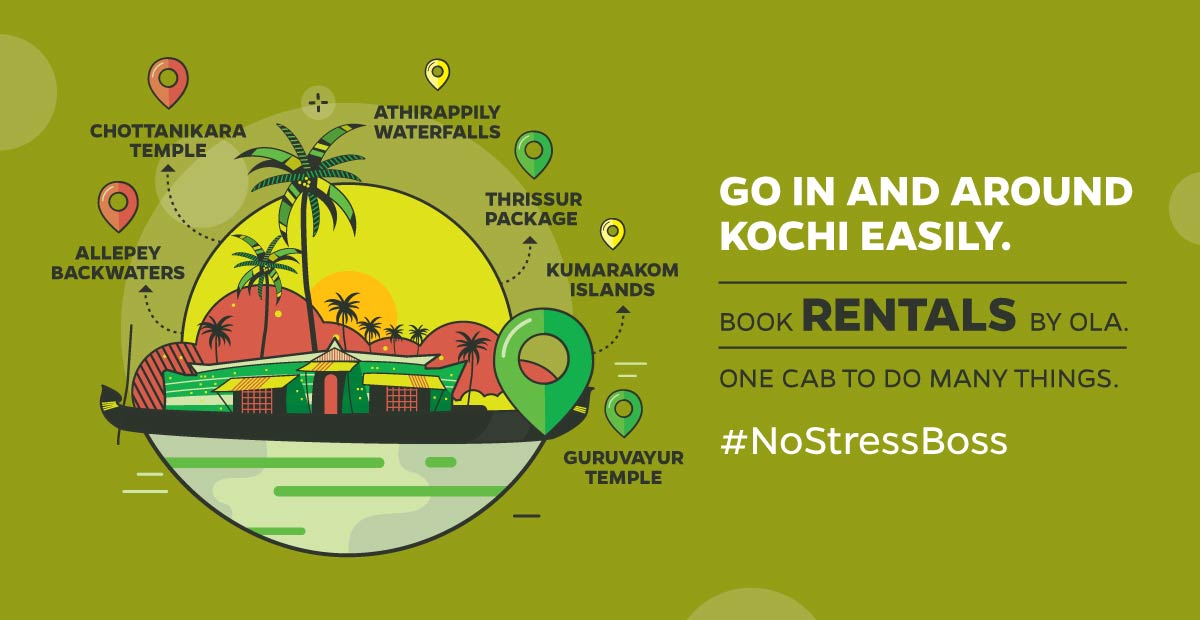 CHOTTANIKARA
TEMPLE
ATHIRAPPILY
WATERFALLS
ALLEPEY
BACKWATERS
THRISSUR
PACKAGE
KUMARAKOM
ISLANDS
GURUVAYUR
TEMPLE
GO IN AND AROUND
KOCHI EASILY.
BOOK RENTALS BY OLA.
ONE CAB TO DO MANY THINGS.
#NoStressBoss